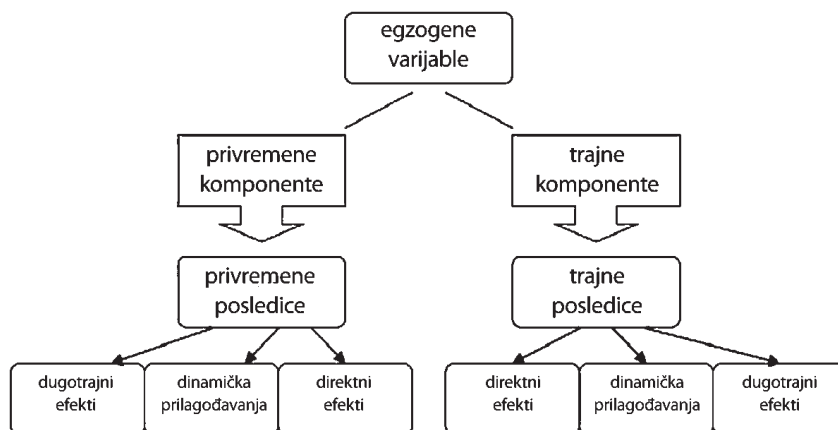 egzogene
varijable
privremene
komponente
trajne
komponente
privremene
posledice
trajne
posledice
dugotrajni
efekti
dinamička
prilagođavanja
direktni
efekti
direktni
efekti
dinamička
prilagođavanja
dugotrajni
efekti